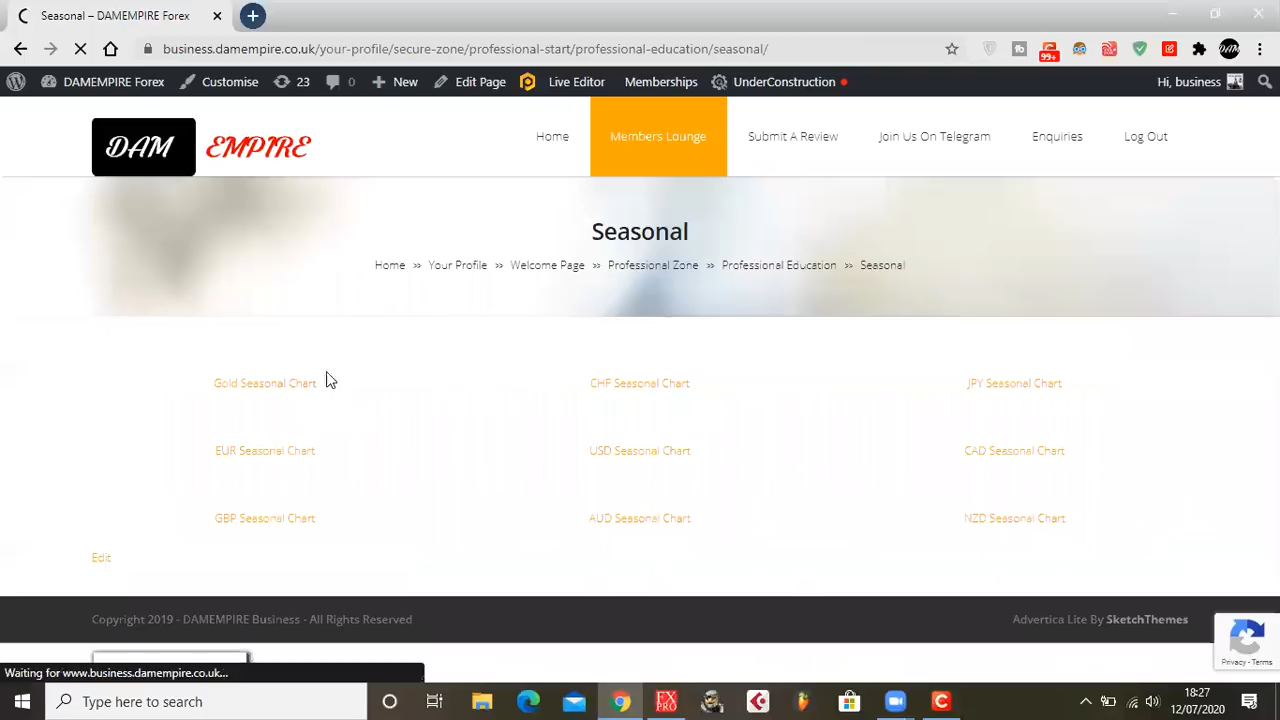 Seasonal – DAMEMPIRE Forex
business.damempire.co.uk/your-profile/secure-zone/professional-start/professional-education/seasonal/
99+
DAM
DAMEMPIRE Forex Customise 23 0 New Edit Page Live Editor Memberships UnderConstruction Hi, business
DAM EMPIRE
Home Members Lounge Submit A Review Join Us On Telegram Enquiries Log Out
Seasonal
Home » Your Profile » Welcome Page » Professional Zone » Professional Education » Seasonal
Gold Seasonal Chart CHF Seasonal Chart JPY Seasonal Chart
EUR Seasonal Chart USD Seasonal Chart CAD Seasonal Chart
GBP Seasonal Chart AUD Seasonal Chart NZD Seasonal Chart
Edit
Copyright 2019 - DAMEMPIRE Business - All Rights Reserved Advertica Lite By SketchThemes
Privacy - Terms
Waiting for www.business.damempire.co.uk...
Type here to search
FX
PRO
18:27
12/07/2020